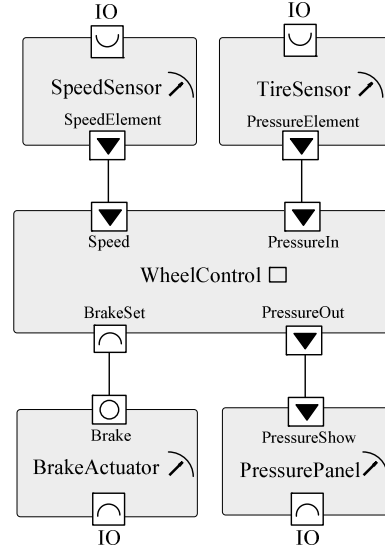 IO IO
SpeedSensor TireSensor
SpeedElement PressureElement
Speed PressureIn
WheelControl
BrakeSet PressureOut
Brake PressureShow
BrakeActuator PressurePanel
IO IO